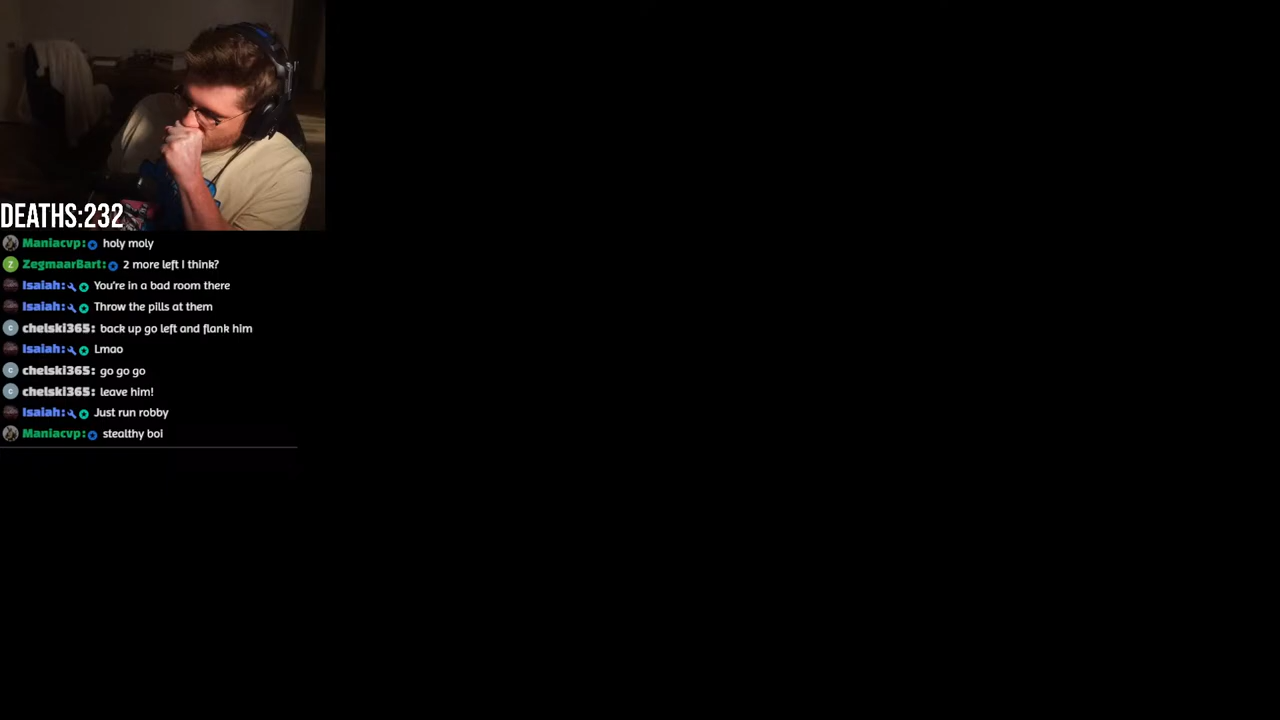 DEATHS:232
Maniacvp: holy moly
ZegmaarBart: 2 more left I think?
Isaiah: You're in a bad room there
Isaiah: Throw the pills at them
chelski365: back up go left and flank him
Isaiah: Lmao
chelski365: go go go
chelski365: leave him!
Isaiah: Just run robby
Maniacvp: stealthy boi